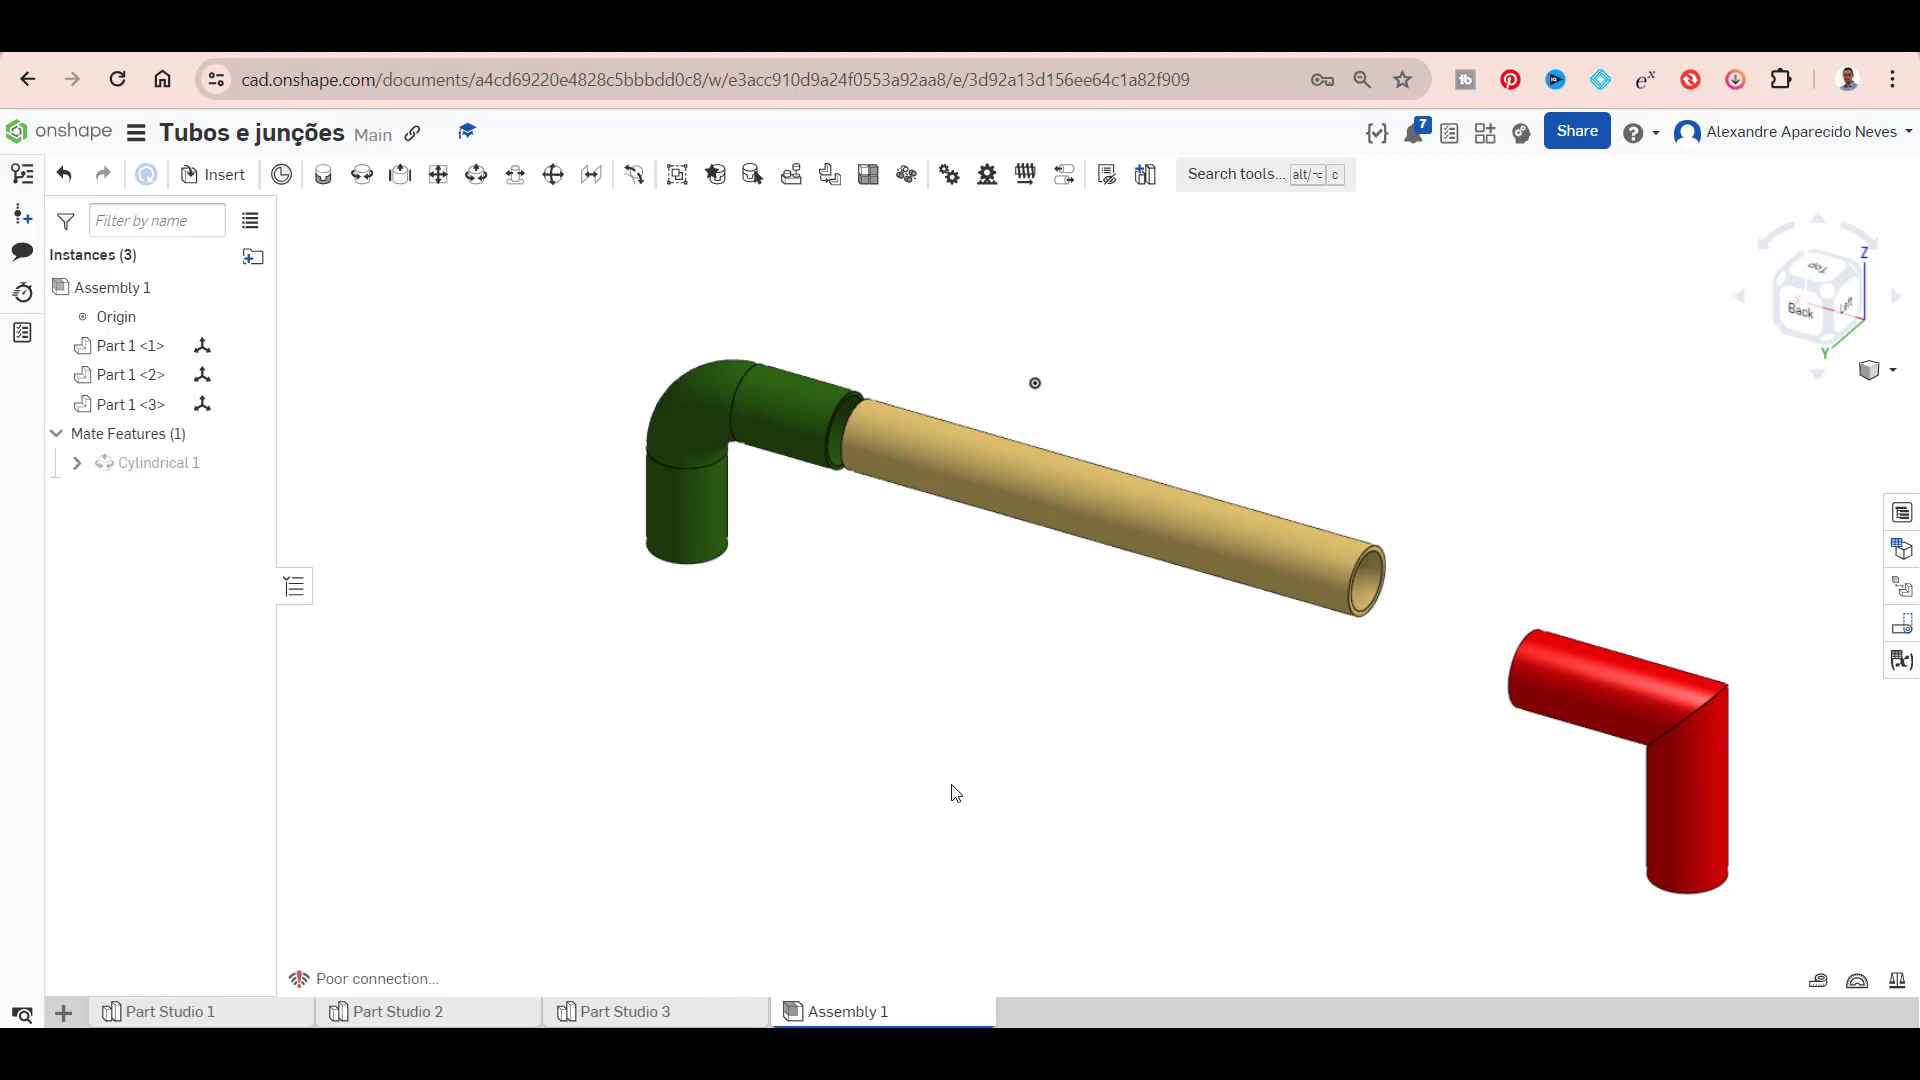 cad.onshape.com/documents/a4cd69220e4828c5bbbdd0c8/w/e3acc910d9a24f0553a92aa8/e/3d92a13d156ee64c1a82f909
onshape Tubos e junções Main 7 Share Alexandre Aparecido Neves
Insert Search tools... alt/⌥ c
Filter by name
Instances (3)
Assembly 1
Origin
Part 1 <1>
Part 1 <2>
Part 1 <3>
Mate Features (1)
Cylindrical 1
Z
Top
X
Back Left
Y
Poor connection...
Part Studio 1 Part Studio 2 Part Studio 3 Assembly 1